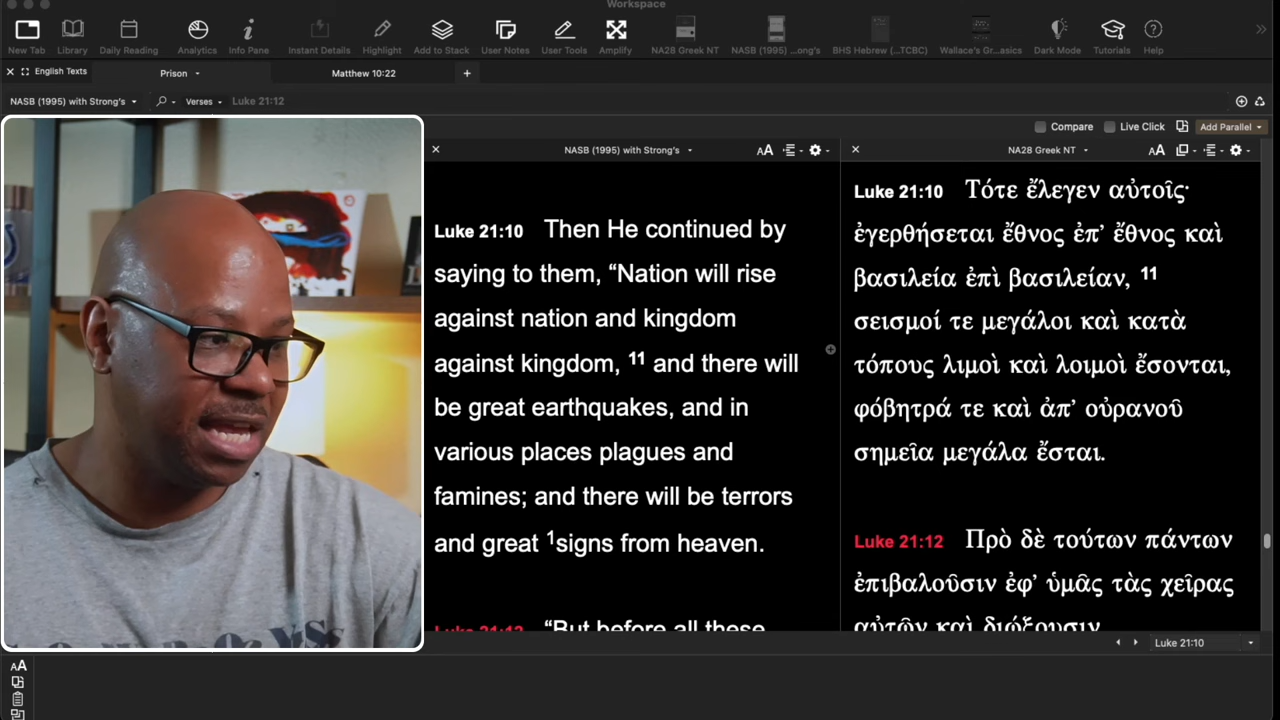 Workspace
New Tab
Library
Daily Reading
Analytics
Info Pane
Instant Details
Highlight
Add to Stack
User Notes
User Tools
Amplify
NA28 Greek NT
NASB (1995) ...ong's
BHS Hebrew (...TCBC)
Wallace's Gr...asics
Dark Mode
Tutorials
Help
English Texts
Prison
Matthew 10:22
NASB (1995) with Strong's
Verses
Luke 21:12
Compare
Live Click
Add Parallel
NASB (1995) with Strong's
Luke 21:10 Then He continued by
saying to them, “Nation will rise
against nation and kingdom
against kingdom, 11 and there will
be great earthquakes, and in
various places plagues and
famines; and there will be terrors
and great 1signs from heaven.
Luke 21:12 “But before all these
NA28 Greek NT
Luke 21:10 Τότε ἔλεγεν αὐτοῖς·
ἐγερθήσεται ἔθνος ἐπ’ ἔθνος καὶ
βασιλεία ἐπὶ βασιλείαν, 11
σεισμοί τε μεγάλοι καὶ κατὰ
τόπους λιμοὶ καὶ λοιμοὶ ἔσονται,
φόβητρά τε καὶ ἀπ’ οὐρανοῦ
σημεῖα μεγάλα ἔσται.
Luke 21:12 Πρὸ δὲ τούτων πάντων
ἐπιβαλοῦσιν ἐφ’ ὑμᾶς τὰς χεῖρας
αὐτῶν καὶ διώξουσιν
Luke 21:10